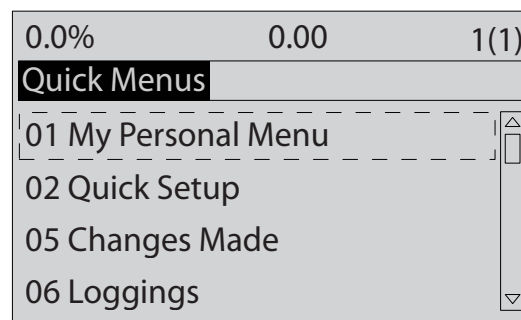 0.0% 0.00 1(1)
Quick Menus
01 My Personal Menu
02 Quick Setup
05 Changes Made
06 Loggings